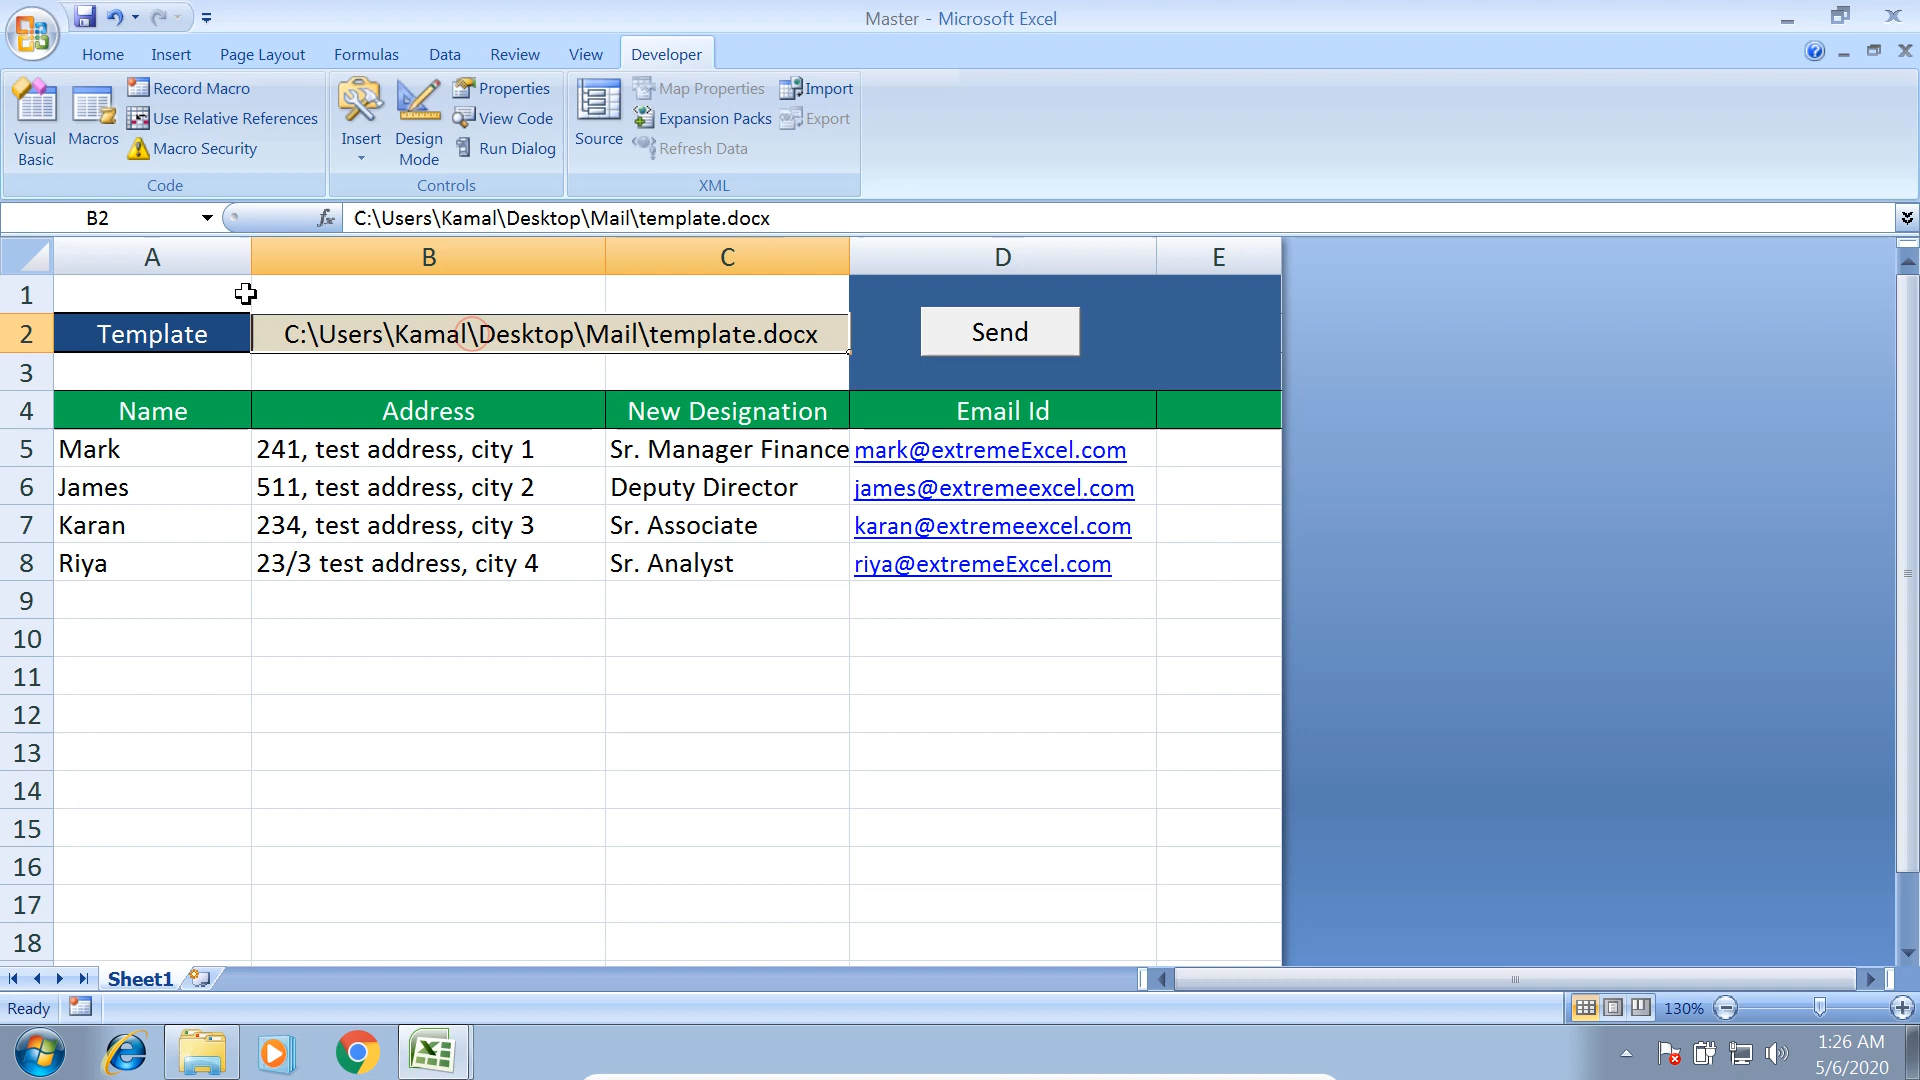 Master - Microsoft Excel
Home Insert Page Layout Formulas Data Review View Developer
Visual Basic
Macros
Record Macro
Use Relative References
Macro Security
Code
Insert
Design Mode
Properties
View Code
Run Dialog
Controls
Source
Map Properties
Expansion Packs
Refresh Data
Import
Export
XML
B2 fx C:\Users\Kamal\Desktop\Mail\template.docx
A B C D E
1
2 Template C:\Users\Kamal\Desktop\Mail\template.docx Send
3
4 Name Address New Designation Email Id
5 Mark 241, test address, city 1 Sr. Manager Finance mark@extremeExcel.com
6 James 511, test address, city 2 Deputy Director james@extremeexcel.com
7 Karan 234, test address, city 3 Sr. Associate karan@extremeexcel.com
8 Riya 23/3 test address, city 4 Sr. Analyst riya@extremeExcel.com
9
10
11
12
13
14
15
16
17
18
Sheet1
Ready 130%
1:26 AM
5/6/2020